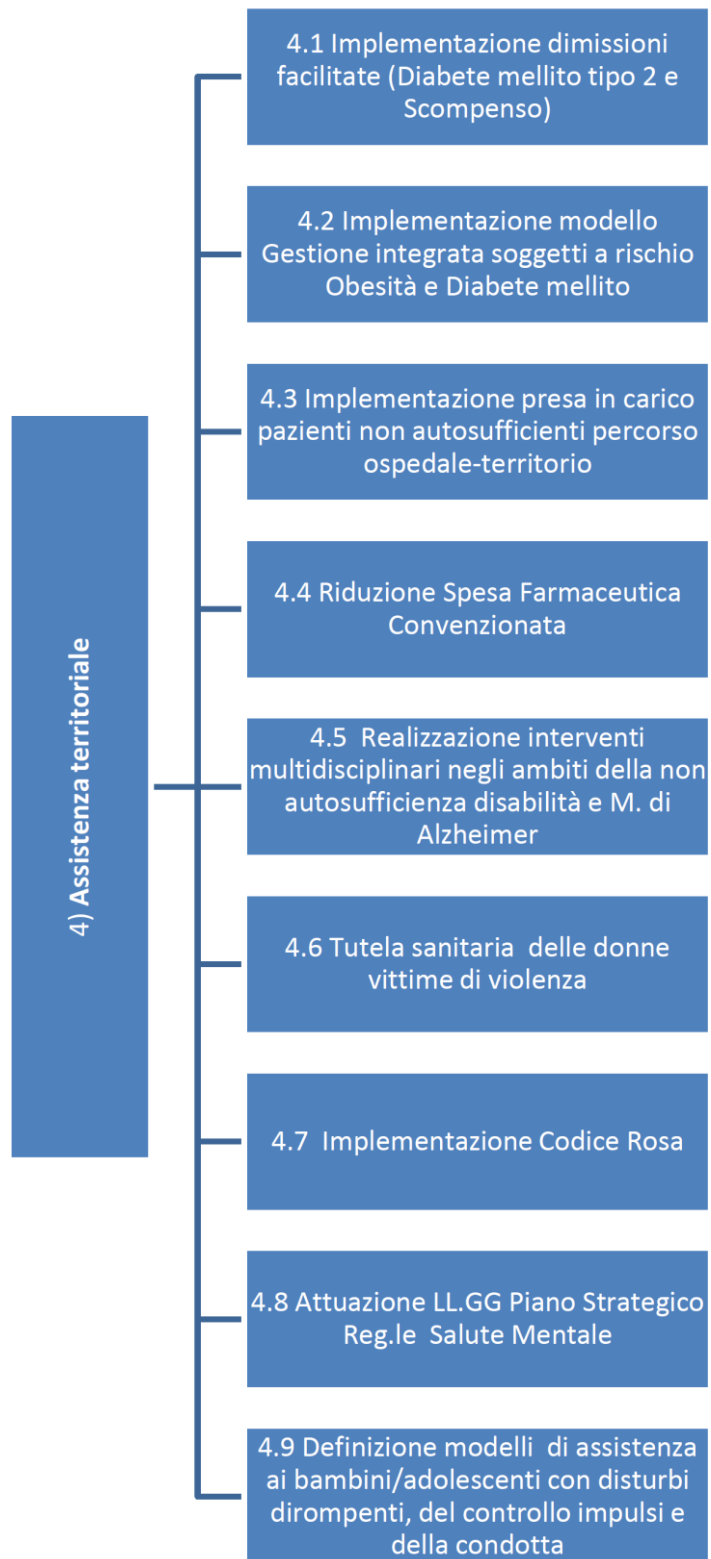 4) Assistenza territoriale
4.1 Implementazione dimissioni
facilitate (Diabete mellito tipo 2 e
Scompenso)
4.2 Implementazione modello
Gestione integrata soggetti a rischio
Obesità e Diabete mellito
4.3 Implementazione presa in carico
pazienti non autosufficienti percorso
ospedale-territorio
4.4 Riduzione Spesa Farmaceutica
Convenzionata
4.5 Realizzazione interventi
multidisciplinari negli ambiti della non
autosufficienza disabilità e M. di
Alzheimer
4.6 Tutela sanitaria delle donne
vittime di violenza
4.7 Implementazione Codice Rosa
4.8 Attuazione LL.GG Piano Strategico
Reg.le Salute Mentale
4.9 Definizione modelli di assistenza
ai bambini/adolescenti con disturbi
dirompenti, del controllo impulsi e
della condotta